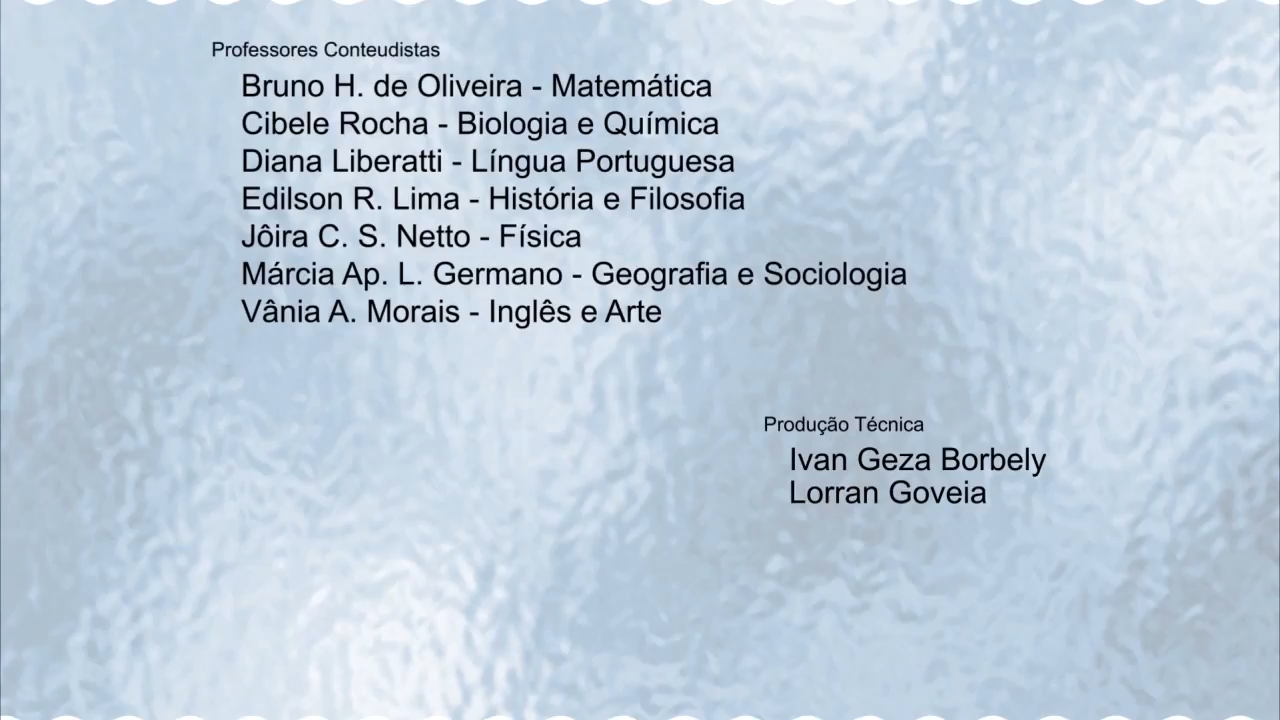 Professores Conteudistas
Bruno H. de Oliveira - Matemática
Cibele Rocha - Biologia e Química
Diana Liberatti - Língua Portuguesa
Edilson R. Lima - História e Filosofia
Jôira C. S. Netto - Física
Márcia Ap. L. Germano - Geografia e Sociologia
Vânia A. Morais - Inglês e Arte
Produção Técnica
Ivan Geza Borbely
Lorran Goveia